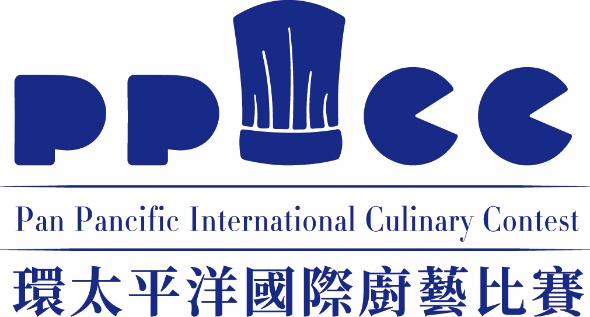 PPICC
Pan Pancific International Culinary Contest
環太平洋國際廚藝比賽